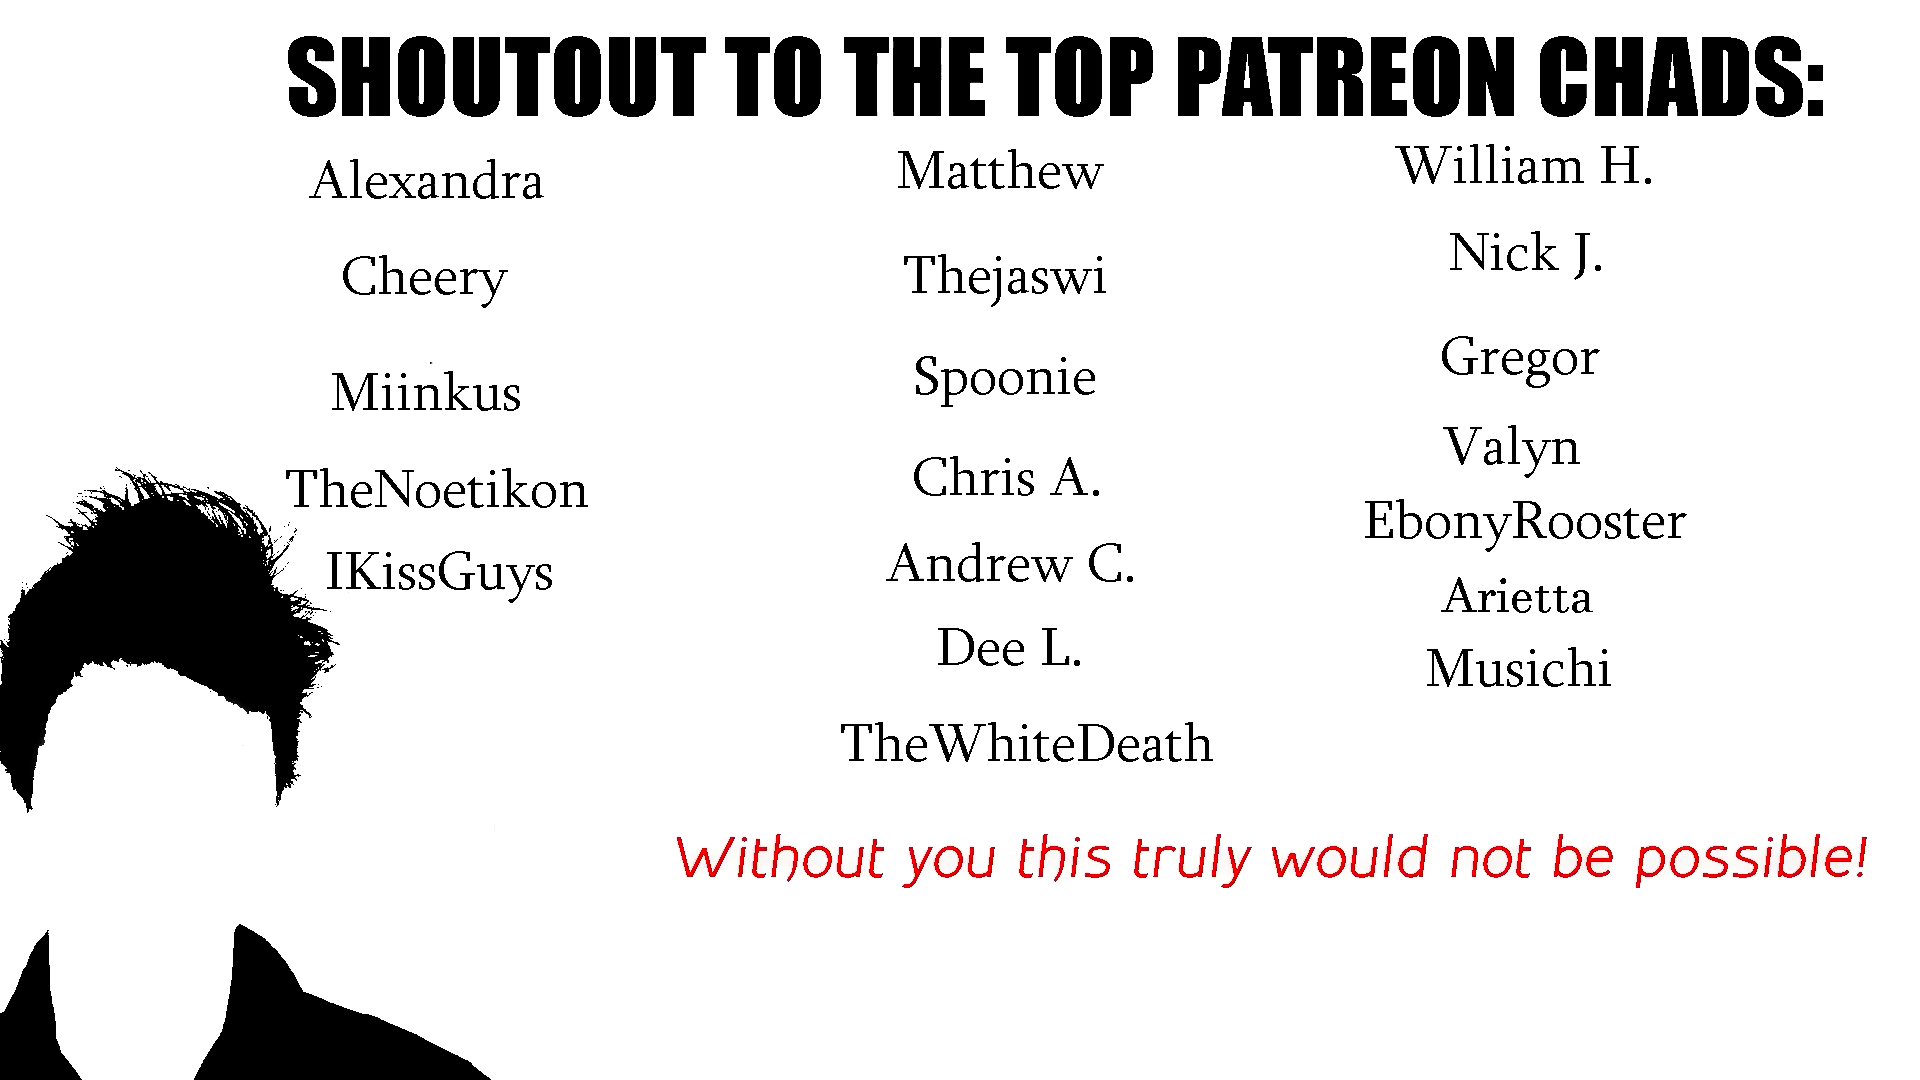 SHOUTOUT TO THE TOP PATREON CHADS:
Alexandra
Cheery
Miinkus
TheNoetikon
IKissGuys
Matthew
Thejaswi
Spoonie
Chris A.
Andrew C.
Dee L.
TheWhiteDeath
William H.
Nick J.
Gregor
Valyn
EbonyRooster
Arietta
Musichi
Without you this truly would not be possible!